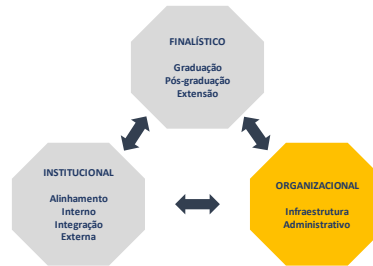 FINALÍSTICO
Graduação
Pós-graduação
Extensão
INSTITUCIONAL
Alinhamento
Interno
Integração
Externa
ORGANIZACIONAL
Infraestrutura
Administrativo